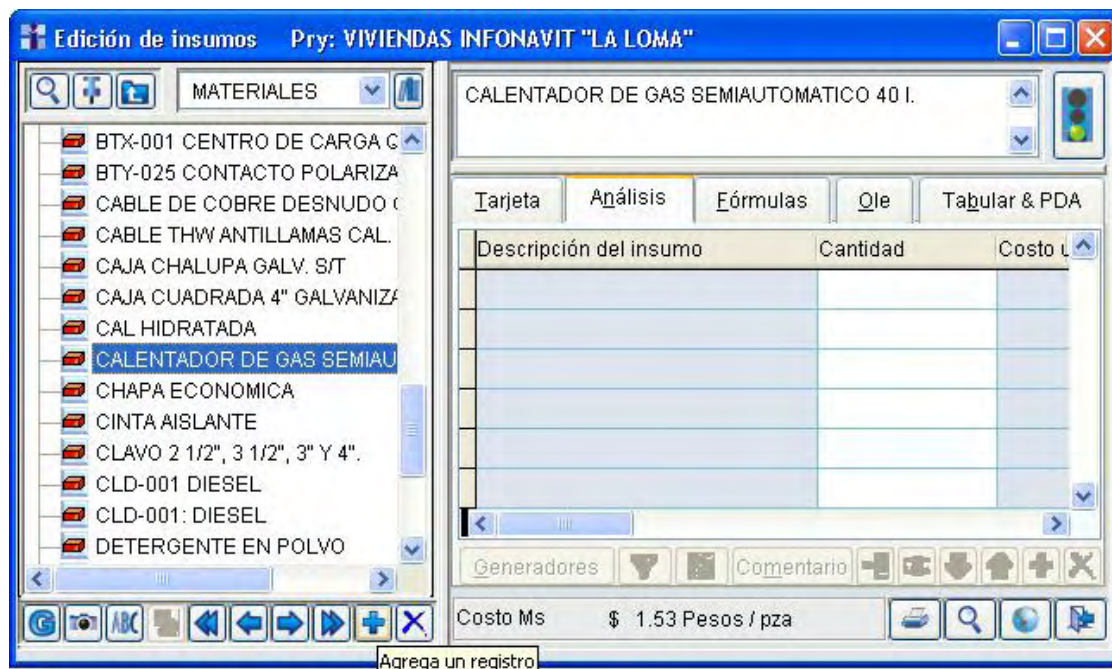 Edición de insumos Pry: VIVIENDAS INFONAVIT "LA LOMA"
MATERIALES
BTX-001 CENTRO DE CARGA
BTY-025 CONTACTO POLARIZA
CABLE DE COBRE DESNUDO
CABLE THW ANTILLAMAS CAL.
CAJA CHALUPA GALV. S/T
CAJA CUADRADA 4" GALVANIZA
CAL HIDRATADA
CALENTADOR DE GAS SEMIAU
CHAPA ECONOMICA
CINTA AISLANTE
CLAVO 2 1/2", 3 1/2", 3" Y 4".
CLD-001 DIESEL
CLD-001: DIESEL
DETERGENTE EN POLVO
G ABC
Agrega un registro
CALENTADOR DE GAS SEMIAUTOMATICO 40 l.
Tarjeta Análisis Fórmulas Ole Tabular & PDA
Descripción del insumo Cantidad Costo
Generadores Comentario
Costo Ms $ 1.53 Pesos / pza